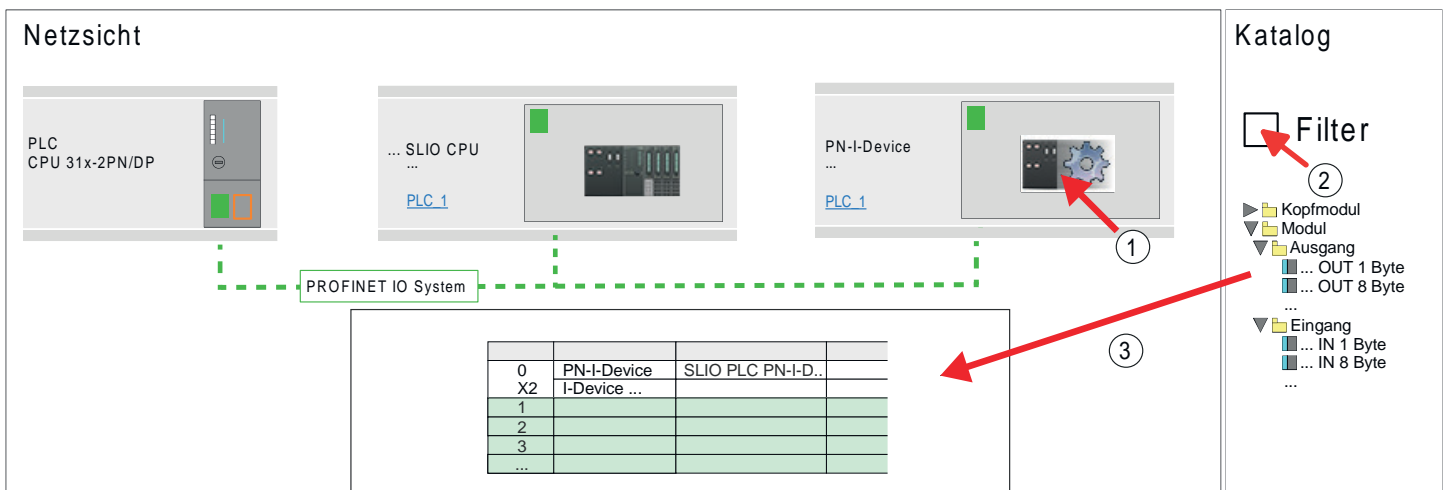 Netzsicht
PLC
CPU 31x-2PN/DP
... SLIO CPU
...
PLC_1
PN-I-Device
...
PLC_1
PROFINET IO System
1
0 PN-I-Device SLIO PLC PN-I-D..
X2 I-Device ...
1
2
3
...
3
Katalog
Filter
2
Kopfmodul
Modul
Ausgang
... OUT 1 Byte
... OUT 8 Byte
...
Eingang
... IN 1 Byte
... IN 8 Byte
...